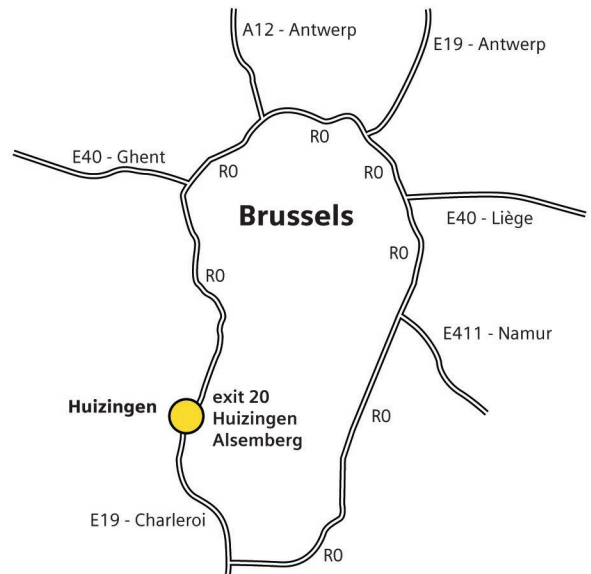 A12 - Antwerp
E19 - Antwerp
R0
E40 - Ghent
R0
R0
Brussels
E40 - Liège
R0
R0
E411 - Namur
exit 20
Huizingen
Huizingen
Alsemberg
R0
E19 - Charleroi
R0